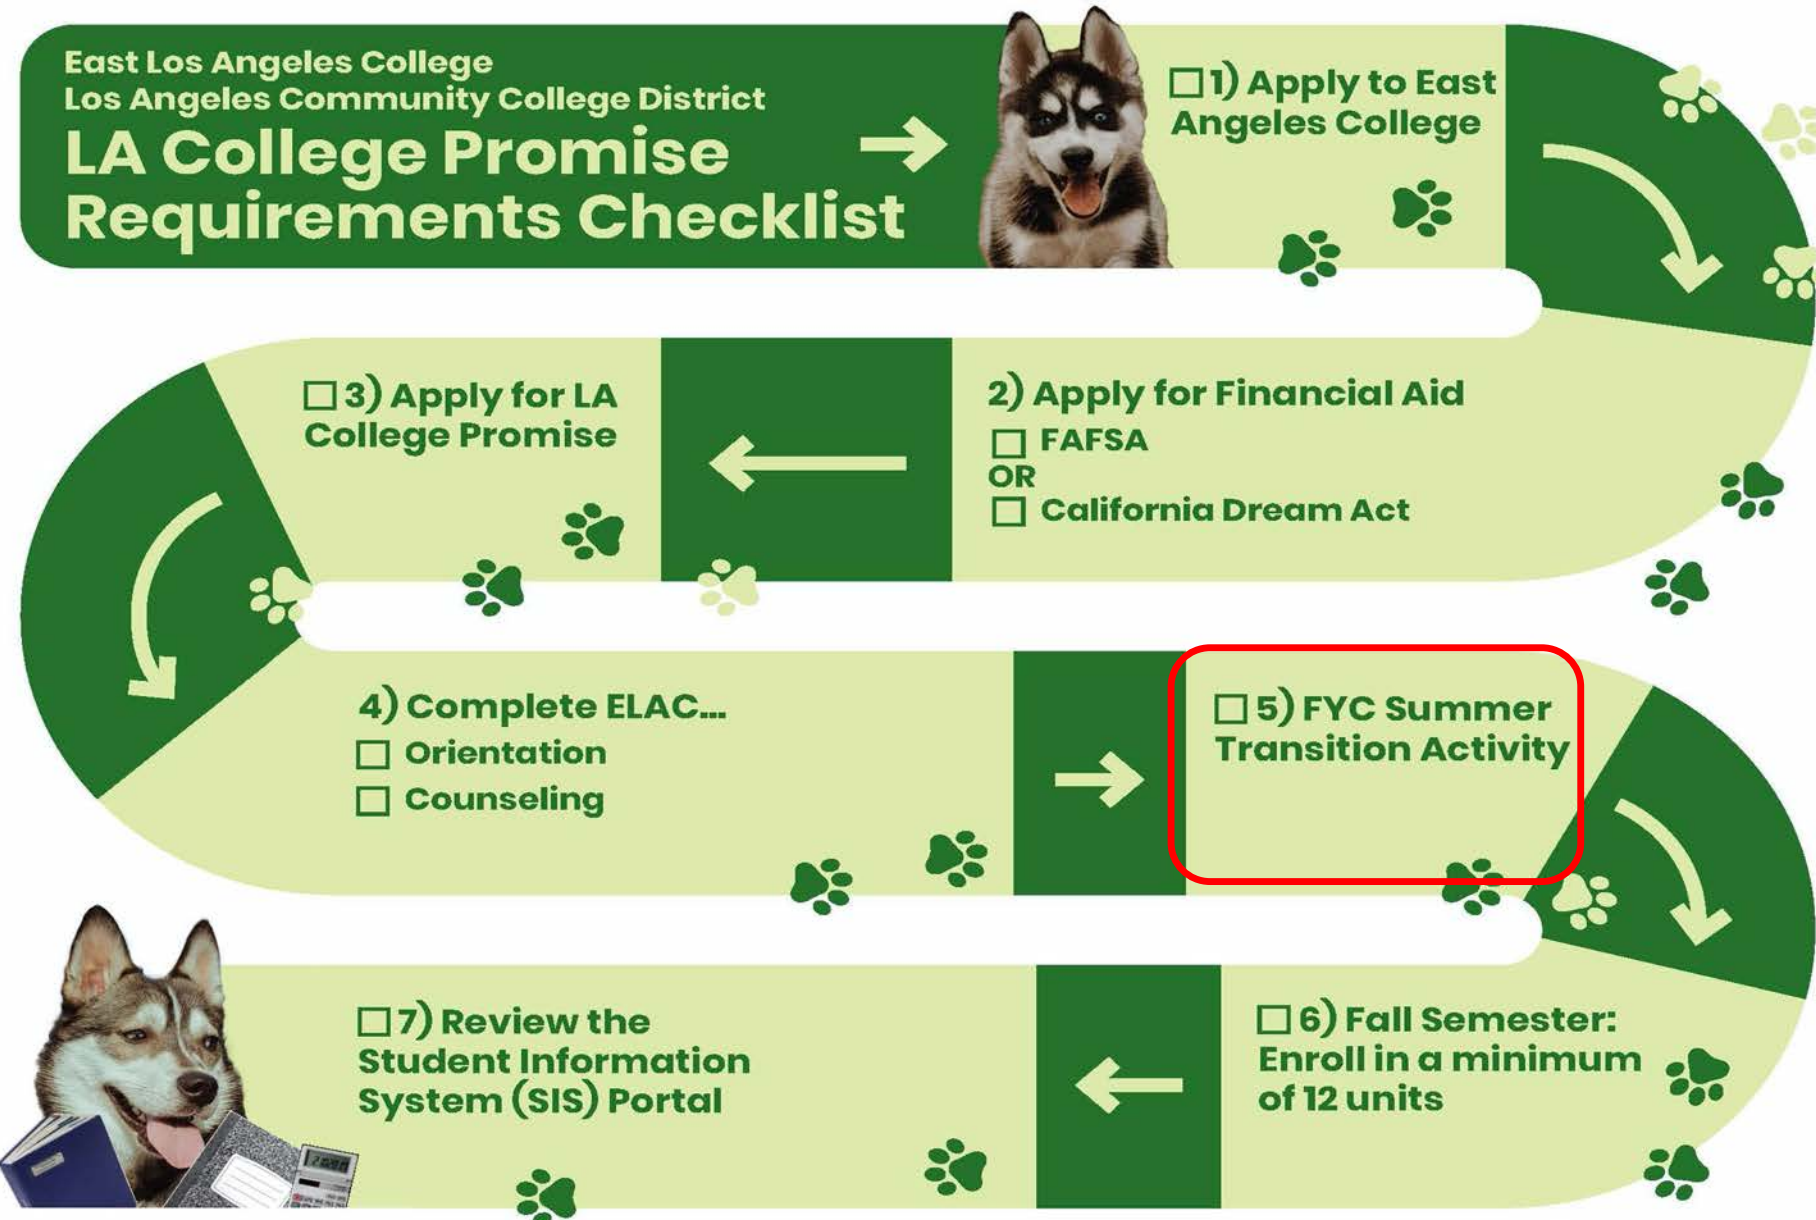 East Los Angeles College
Los Angeles Community College District
LA College Promise
Requirements Checklist
1) Apply to East
Angeles College
2) Apply for Financial Aid
FAFSA
OR
California Dream Act
3) Apply for LA
College Promise
4) Complete ELAC...
Orientation
Counseling
5) FYC Summer
Transition Activity
6) Fall Semester:
Enroll in a minimum
of 12 units
7) Review the
Student Information
System (SIS) Portal